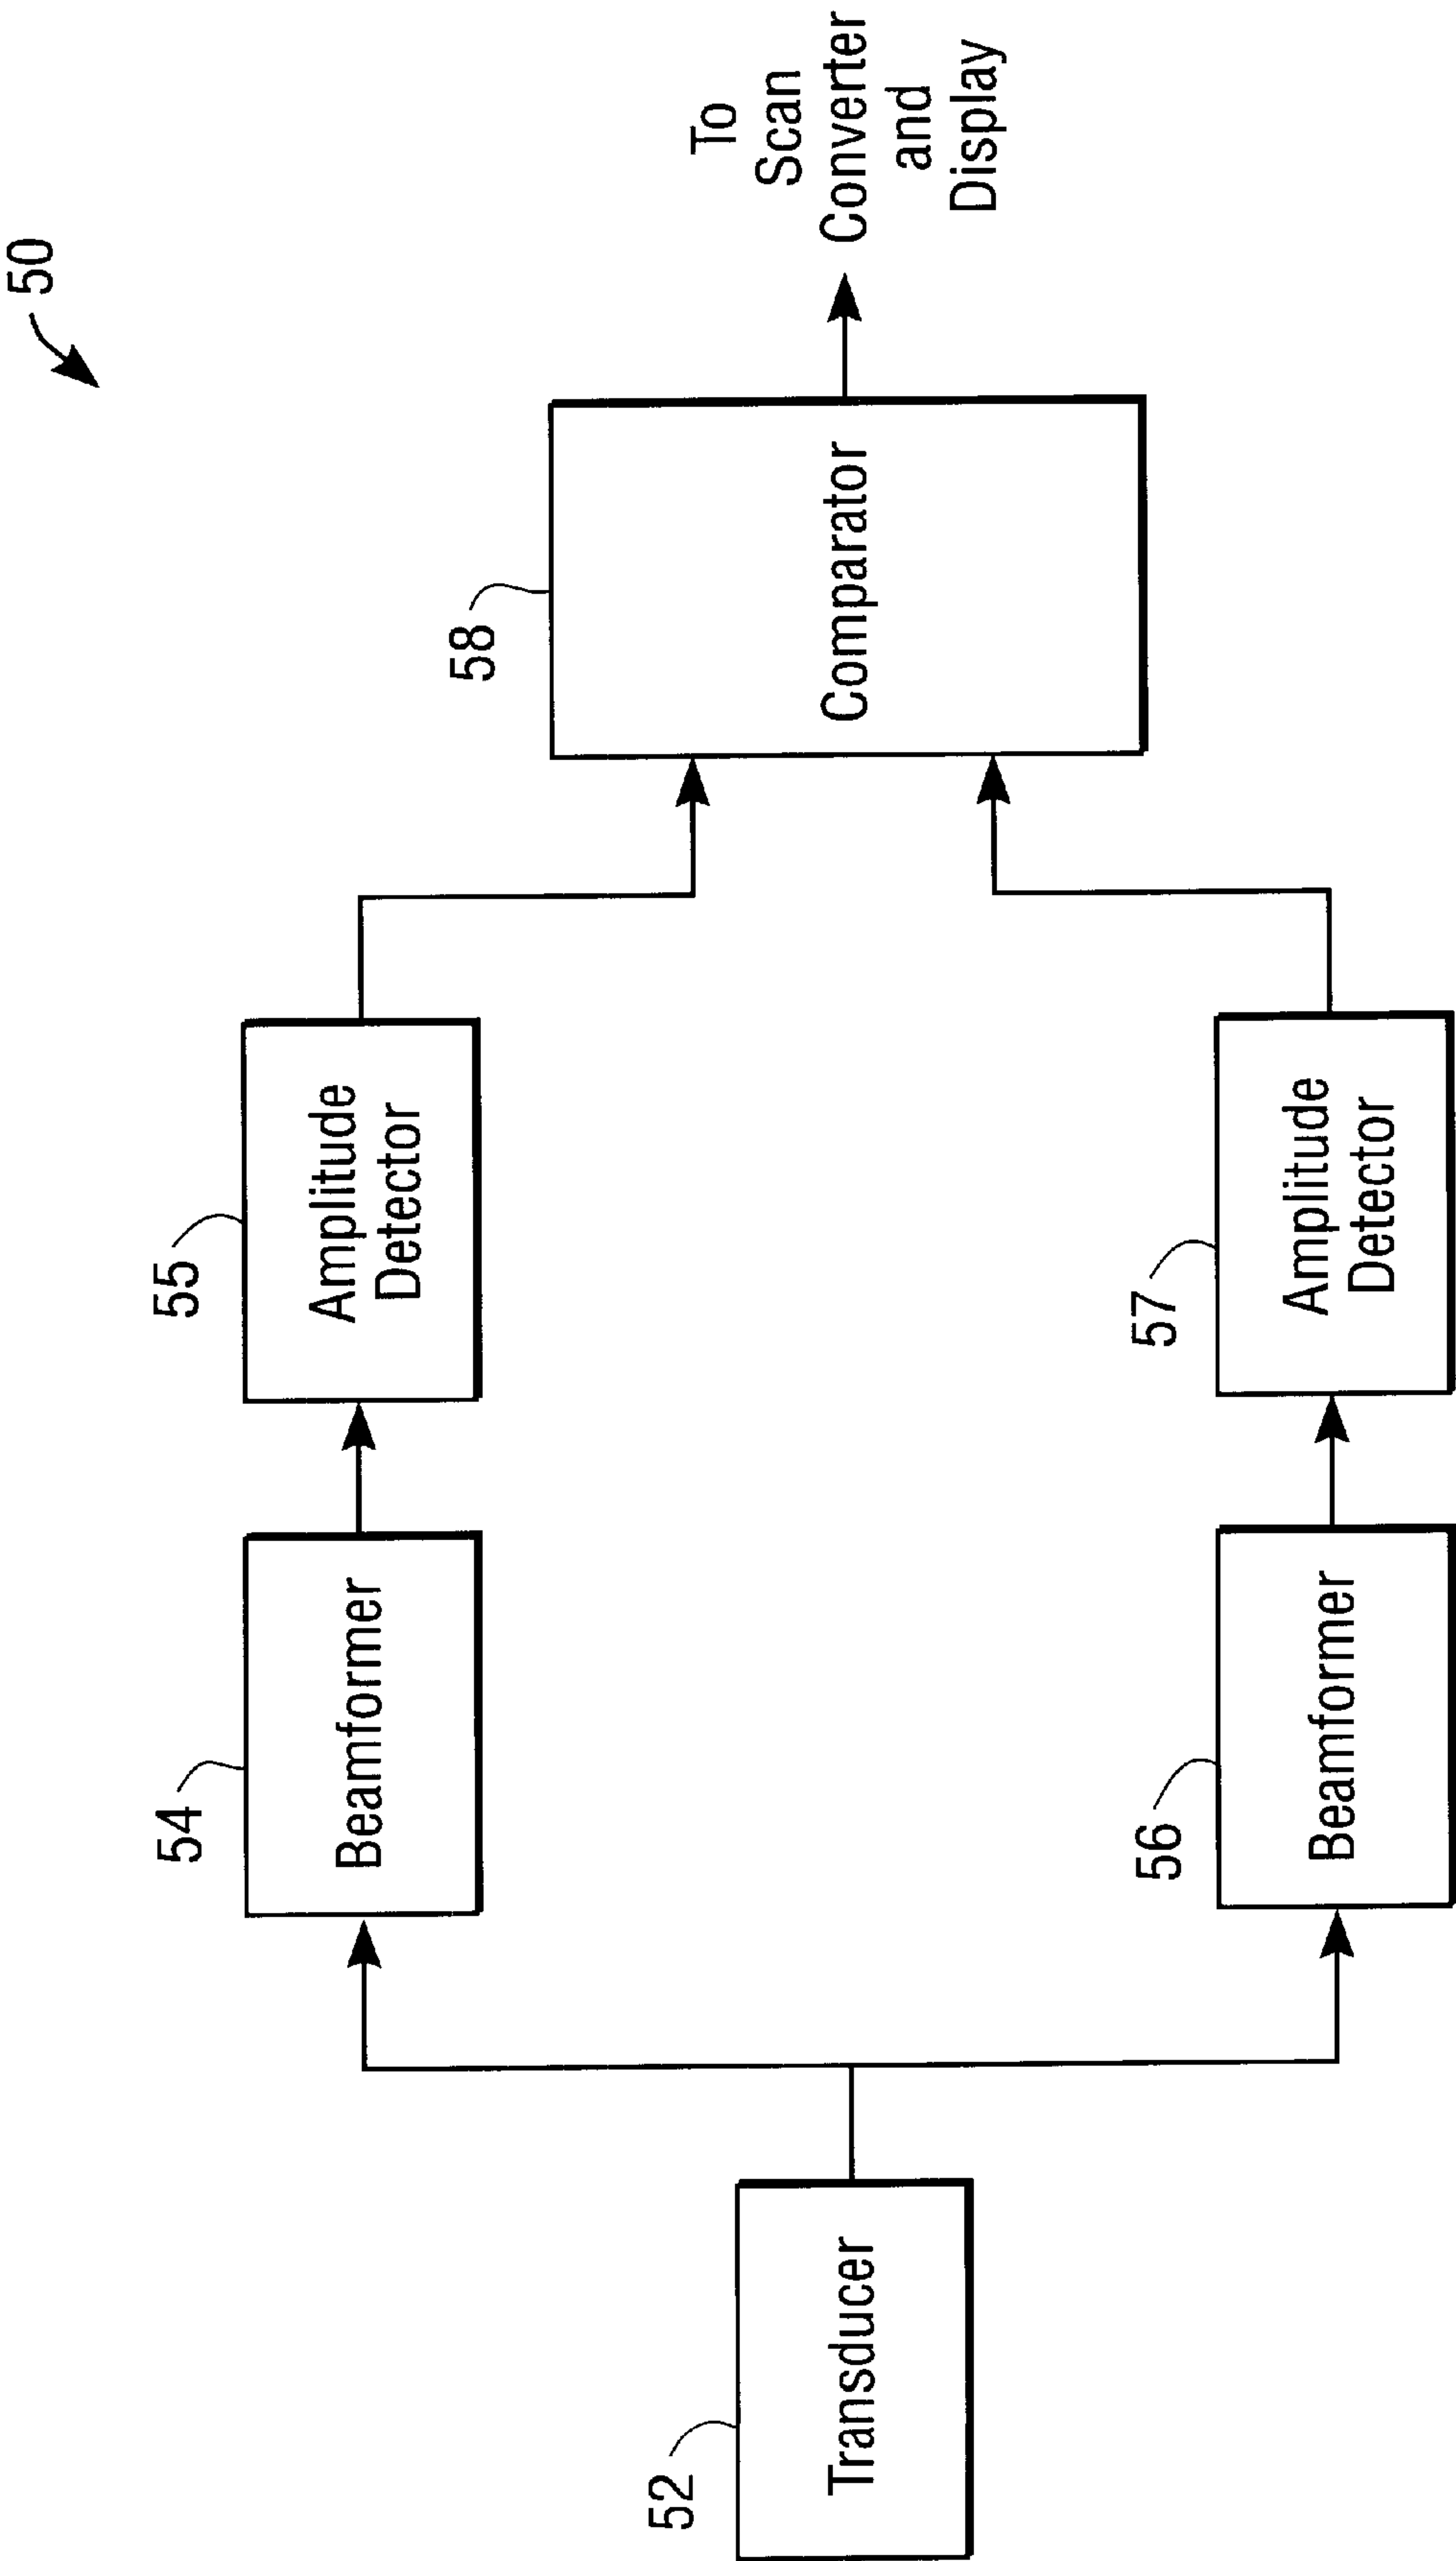 50
54
Beamformer
55
Amplitude
Detector
52
Transducer
58
Comparator
To
Scan
Converter
and
Display
56
Beamformer
57
Amplitude
Detector